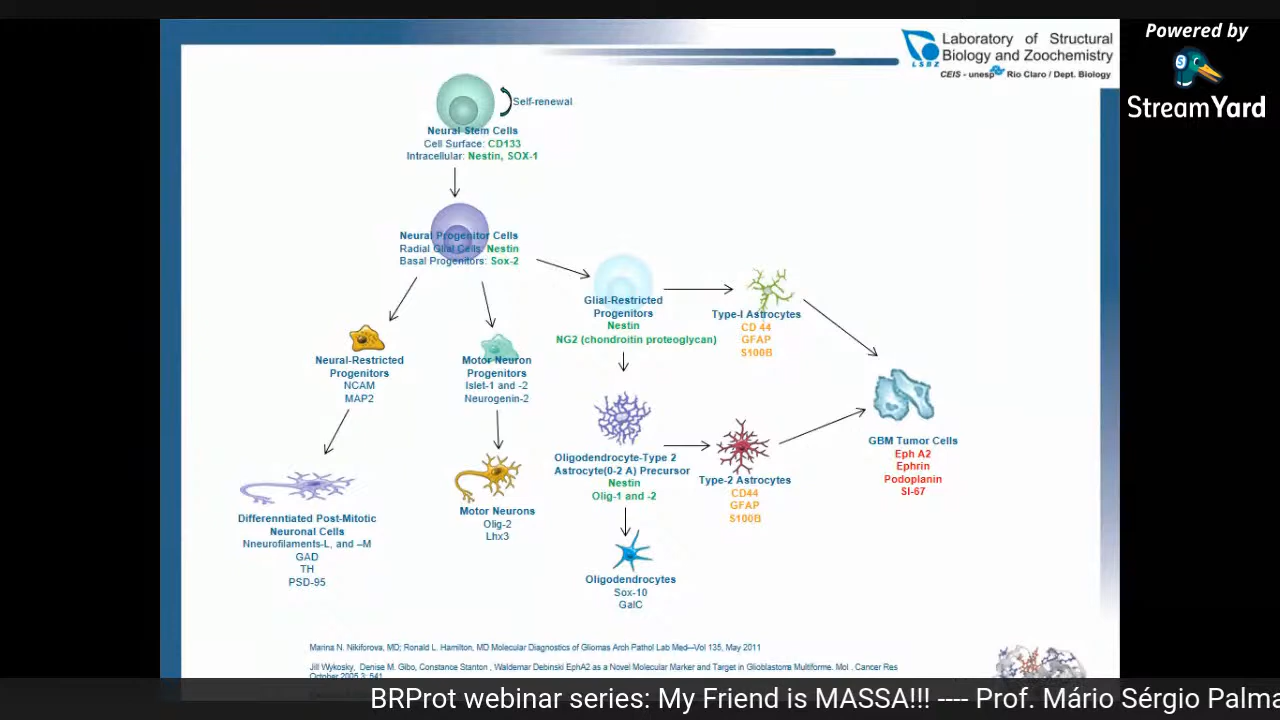 Powered by
StreamYard
Laboratory of Structural
Biology and Zoochemistry
LSBZ
CEIS - unesp Rio Claro / Dept. Biology
Self-renewal
Neural Stem Cells
Cell Surface: CD133
Intracellular: Nestin, SOX-1
Neural Progenitor Cells
Radial Glial Cells: Nestin
Basal Progenitors: Sox-2
Glial-Restricted
Progenitors
Nestin
NG2 (chondroitin proteoglycan)
Type-I Astrocytes
CD 44
GFAP
S100B
Neural-Restricted
Progenitors
NCAM
MAP2
Motor Neuron
Progenitors
Islet-1 and -2
Neurogenin-2
GBM Tumor Cells
Eph A2
Ephrin
Podoplanin
SI-67
Oligodendrocyte-Type 2
Astrocyte(0-2 A) Precursor
Nestin
Olig-1 and -2
Type-2 Astrocytes
CD44
GFAP
S100B
Differenntiated Post-Mitotic
Neuronal Cells
Nneurofilaments-L, and –M
GAD
TH
PSD-95
Motor Neurons
Olig-2
Lhx3
Oligodendrocytes
Sox-10
GalC
Marina N. Nikiforova, MD; Ronald L. Hamilton, MD Molecular Diagnostics of Gliomas Arch Pathol Lab Med—Vol 135, May 2011
Jill Wykosky, Denise M. Gibo, Constance Stanton, Waldemar Debinski EphA2 as a Novel Molecular Marker and Target in Glioblastoma Multiforme. Mol . Cancer Res
October 2005 3; 541
BRProt webinar series: My Friend is MASSA!!! ---- Prof. Mário Sérgio Palma